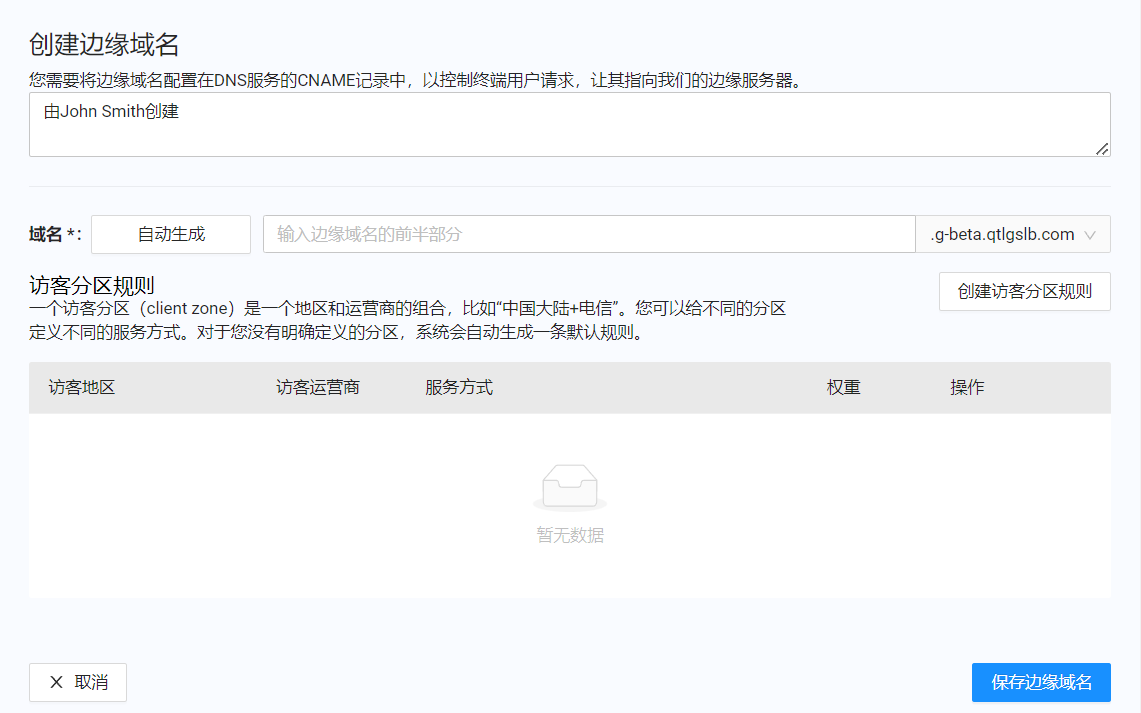 创建边缘域名
您需要将边缘域名配置在DNS服务的CNAME记录中，以控制终端用户请求，让其指向我们的边缘服务器。
由John Smith创建
域名 *: 自动生成 输入边缘域名的前半部分 .g-beta.qtlgslb.com
访客分区规则
创建访客分区规则
一个访客分区（client zone）是一个地区和运营商的组合，比如“中国大陆+电信”。您可以给不同的分区
定义不同的服务方式。对于您没有明确定义的分区，系统会自动生成一条默认规则。
访客地区 访客运营商 服务方式 权重 操作
暂无数据
取消 保存边缘域名